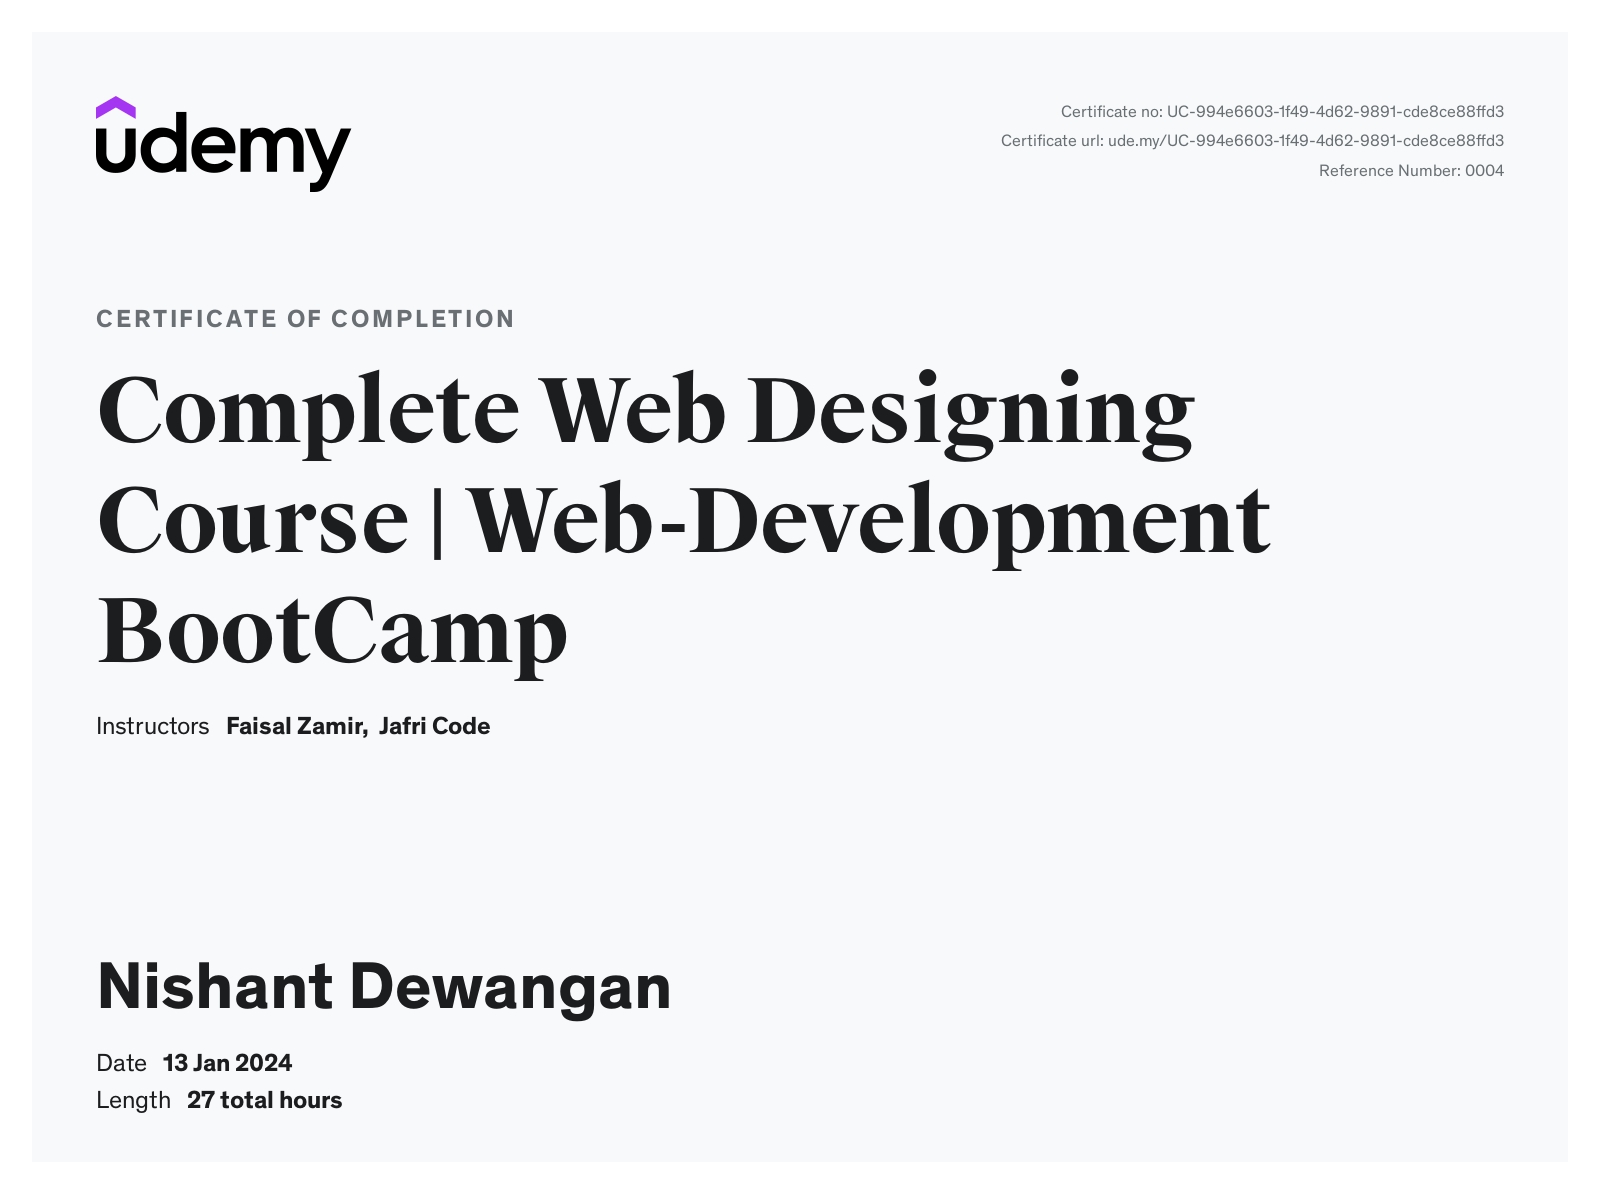 udemy
Certificate no: UC-994e6603-1f49-4d62-9891-cde8ce88ffd3
Certificate url: ude.my/UC-994e6603-1f49-4d62-9891-cde8ce88ffd3
Reference Number: 0004
CERTIFICATE OF COMPLETION
Complete Web Designing
Course | Web-Development
BootCamp
Instructors Faisal Zamir, Jafri Code
Nishant Dewangan
Date 13 Jan 2024
Length 27 total hours